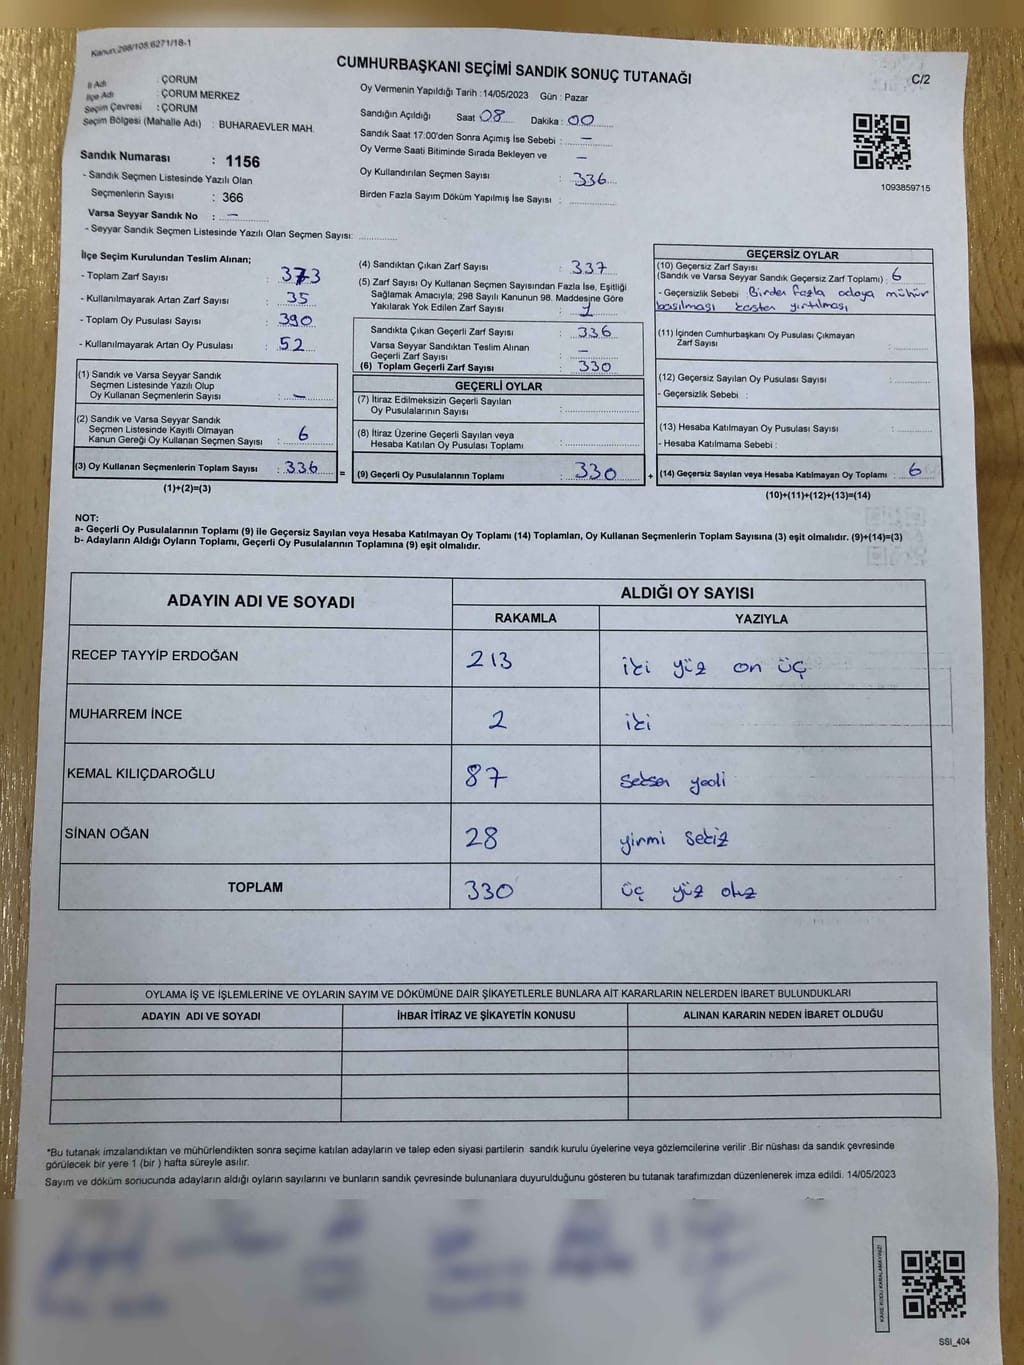 Kanun 298/105,6271/18-1
CUMHURBAŞKANI SEÇİMİ SANDIK SONUÇ TUTANAĞI
C/2
İl Adı : ÇORUM
İlçe Adı : ÇORUM MERKEZ
Seçim Çevresi : ÇORUM
Seçim Bölgesi (Mahalle Adı) : BUHARAEVLER MAH.
Oy Vermenin Yapıldığı Tarih : 14/05/2023 Gün : Pazar
Sandığın Açıldığı Saat 08 Dakika : 00
Sandık Saat 17:00'den Sonra Açımış İse Sebebi : —
Oy Verme Saati Bitiminde Sırada Bekleyen ve —
Oy Kullandırılan Seçmen Sayısı : 336
Birden Fazla Sayım Döküm Yapılmış İse Sayısı :
1093859715
Sandık Numarası : 1156
- Sandık Seçmen Listesinde Yazılı Olan
Seçmenlerin Sayısı : 366
Varsa Seyyar Sandık No : —
- Seyyar Sandık Seçmen Listesinde Yazılı Olan Seçmen Sayısı:
İlçe Seçim Kurulundan Teslim Alınan;
- Toplam Zarf Sayısı : 373
- Kullanılmayarak Artan Zarf Sayısı : 35
- Toplam Oy Pusulası Sayısı : 390
- Kullanılmayarak Artan Oy Pusulası : 52
(1) Sandık ve Varsa Seyyar Sandık
Seçmen Listesinde Yazılı Olup
Oy Kullanan Seçmenlerin Sayısı : —
(2) Sandık ve Varsa Seyyar Sandık
Seçmen Listesinde Kayıtlı Olmayan
Kanun Gereği Oy Kullanan Seçmen Sayısı : 6
(3) Oy Kullanan Seçmenlerin Toplam Sayısı : 336
(1)+(2)=(3)
=
(4) Sandıktan Çıkan Zarf Sayısı : 337
(5) Zarf Sayısı Oy Kullanan Seçmen Sayısından Fazla İse, Eşitliği
Sağlamak Amacıyla; 298 Sayılı Kanunun 98. Maddesine Göre
Yakılarak Yok Edilen Zarf Sayısı : 1
Sandıkta Çıkan Geçerli Zarf Sayısı : 336
Varsa Seyyar Sandıktan Teslim Alınan
Geçerli Zarf Sayısı : —
(6) Toplam Geçerli Zarf Sayısı : 330
GEÇERLİ OYLAR
(7) İtiraz Edilmeksizin Geçerli Sayılan
Oy Pusulalarının Sayısı :
(8) İtiraz Üzerine Geçerli Sayılan veya
Hesaba Katılan Oy Pusulası Toplamı :
(9) Geçerli Oy Pusulalarının Toplamı : 330
+
GEÇERSİZ OYLAR
(10) Geçersiz Zarf Sayısı
(Sandık ve Varsa Seyyar Sandık Geçersiz Zarf Toplamı) : 6
- Geçersizlik Sebebi : Birden fazla adaya mühür
basılması kasten yırtılması
(11) İçinden Cumhurbaşkanı Oy Pusulası Çıkmayan
Zarf Sayısı :
(12) Geçersiz Sayılan Oy Pusulası Sayısı :
- Geçersizlik Sebebi :
(13) Hesaba Katılmayan Oy Pusulası Sayısı :
- Hesaba Katılmama Sebebi :
(14) Geçersiz Sayılan veya Hesaba Katılmayan Oy Toplamı : 6
(10)+(11)+(12)+(13)=(14)
NOT:
a- Geçerli Oy Pusulalarının Toplamı (9) ile Geçersiz Sayılan veya Hesaba Katılmayan Oy Toplamı (14) Toplamları, Oy Kullanan Seçmenlerin Toplam Sayısına (3) eşit olmalıdır. (9)+(14)=(3)
b- Adayların Aldığı Oyların Toplamı, Geçerli Oy Pusulalarının Toplamına (9) eşit olmalıdır.
ADAYIN ADI VE SOYADI
ALDIĞI OY SAYISI
RAKAMLA YAZIYLA
RECEP TAYYİP ERDOĞAN 213 iki yüz on üç
MUHARREM İNCE 2 iki
KEMAL KILIÇDAROĞLU 87 seksen yedi
SİNAN OĞAN 28 yirmi sekiz
TOPLAM 330 üç yüz otuz
OYLAMA İŞ VE İŞLEMLERİNE VE OYLARIN SAYIM VE DÖKÜMÜNE DAİR ŞİKAYETLERLE BUNLARA AİT KARARLARIN NELERDEN İBARET BULUNDUKLARI
ADAYIN ADI VE SOYADI İHBAR İTİRAZ VE ŞİKAYETİN KONUSU ALINAN KARARIN NEDEN İBARET OLDUĞU
*Bu tutanak imzalandıktan ve mühürlendikten sonra seçime katılan adayların ve talep eden siyasi partilerin sandık kurulu üyelerine veya gözlemcilerine verilir .Bir nüshası da sandık çevresinde
görülecek bir yere 1 (bir ) hafta süreyle asılır.
Sayım ve döküm sonucunda adayların aldığı oyların sayılarını ve bunların sandık çevresinde bulunanlara duyurulduğunu gösteren bu tutanak tarafımızdan düzenlenerek imza edildi. 14/05/2023
KARE KODU KARALAMAYINIZ!
SSI_404